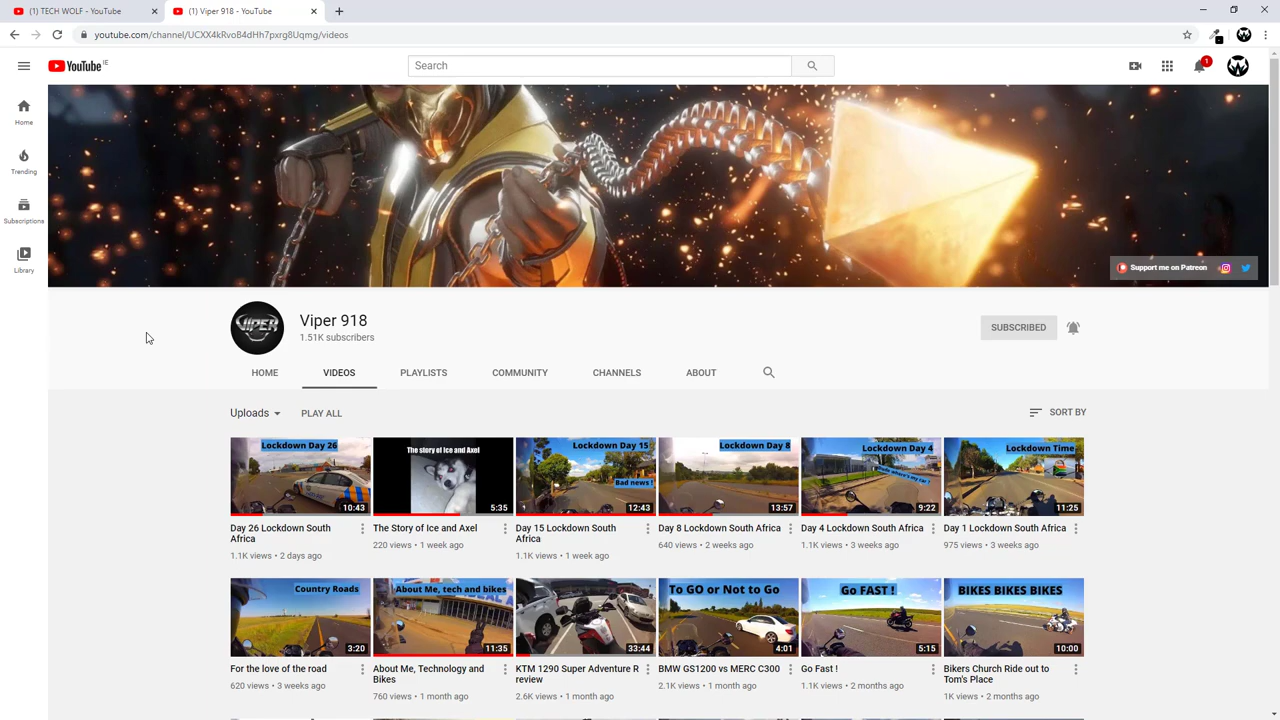 (1) TECH WOLF - YouTube
(1) Viper 918 - YouTube
youtube.com/channel/UCXX4kRvoB4dHh7pxrg8Uqmg/videos
YouTube IE
Search
1
Home
Trending
Subscriptions
Library
Support me on Patreon
VIPER
Viper 918
1.51K subscribers
SUBSCRIBED
HOME VIDEOS PLAYLISTS COMMUNITY CHANNELS ABOUT
Uploads PLAY ALL SORT BY
Lockdown Day 26
10:43
Day 26 Lockdown South Africa
1.1K views • 2 days ago
The story of Ice and Axel
5:35
The Story of Ice and Axel
220 views • 1 week ago
Lockdown Day 15
Bad news !
12:43
Day 15 Lockdown South Africa
1.1K views • 1 week ago
Lockdown Day 8
13:57
Day 8 Lockdown South Africa
640 views • 2 weeks ago
Lockdown Day 4
where's my car !
9:22
Day 4 Lockdown South Africa
1.1K views • 3 weeks ago
Lockdown Time
11:25
Day 1 Lockdown South Africa
975 views • 3 weeks ago
Country Roads
3:20
For the love of the road
620 views • 3 weeks ago
About Me, tech and bikes
11:35
About Me, Technology and Bikes
760 views • 1 month ago
33:44
KTM 1290 Super Adventure R review
2.6K views • 1 month ago
To GO or Not to Go
4:01
BMW GS1200 vs MERC C300
2.1K views • 1 month ago
Go FAST !
5:15
Go Fast !
1.1K views • 2 months ago
BIKES BIKES BIKES
10:00
Bikers Church Ride out to Tom's Place
1K views • 2 months ago